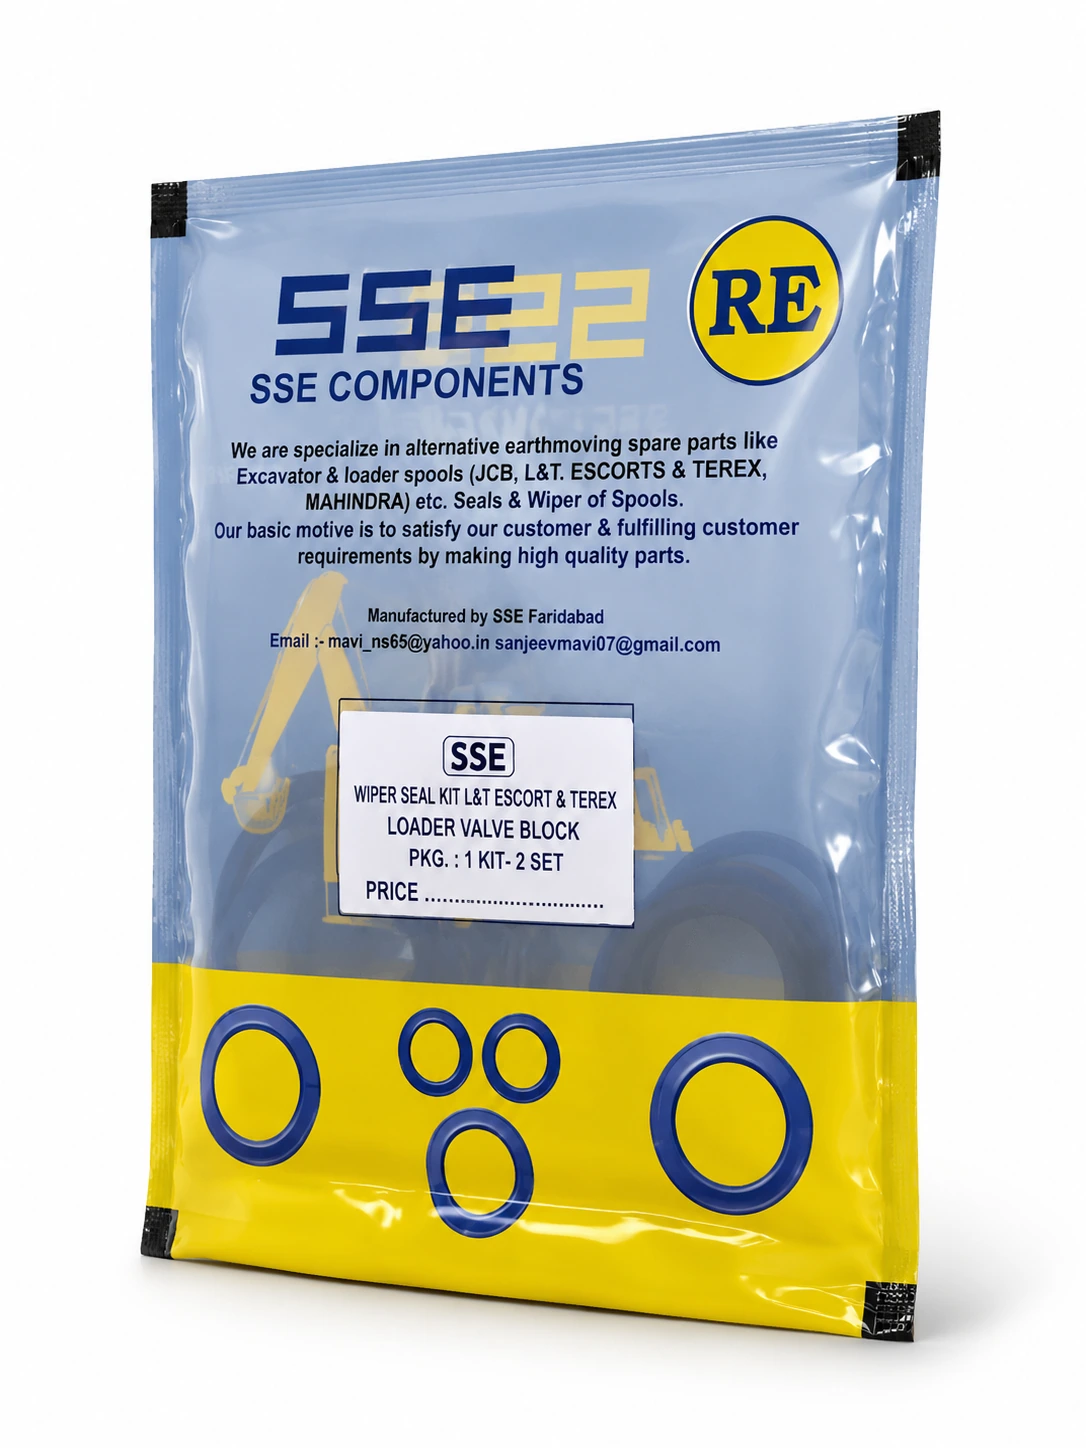 SSE
RE
SSE COMPONENTS
We are specialize in alternative earthmoving spare parts like
Excavator & loader spools (JCB, L&T. ESCORTS & TEREX,
MAHINDRA) etc. Seals & Wiper of Spools.
Our basic motive is to satisfy our customer & fulfilling customer
requirements by making high quality parts.
Manufactured by SSE Faridabad
Email :- mavi_ns65@yahoo.in sanjeevmavi07@gmail.com
SSE
WIPER SEAL KIT L&T ESCORT & TEREX
LOADER VALVE BLOCK
PKG. : 1 KIT- 2 SET
PRICE ..................................